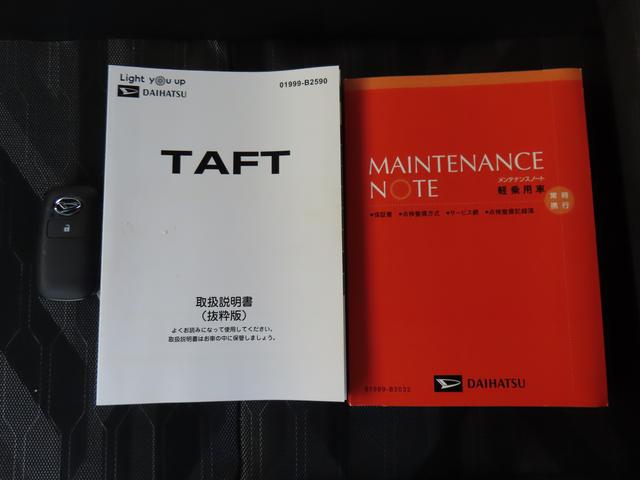 Light you up
DAIHATSU
01999-B2590
TAFT
取扱説明書
（抜粋版）
よくお読みになって使用してください。
取扱説明書はお車の中に保管しましょう。
MAINTENANCE
NOTE
メンテナンスノート
軽乗用車
常時
携行
●保証書 ●点検整備方式 ●サービス網 ●点検整備記録簿
01999-B2032
DAIHATSU